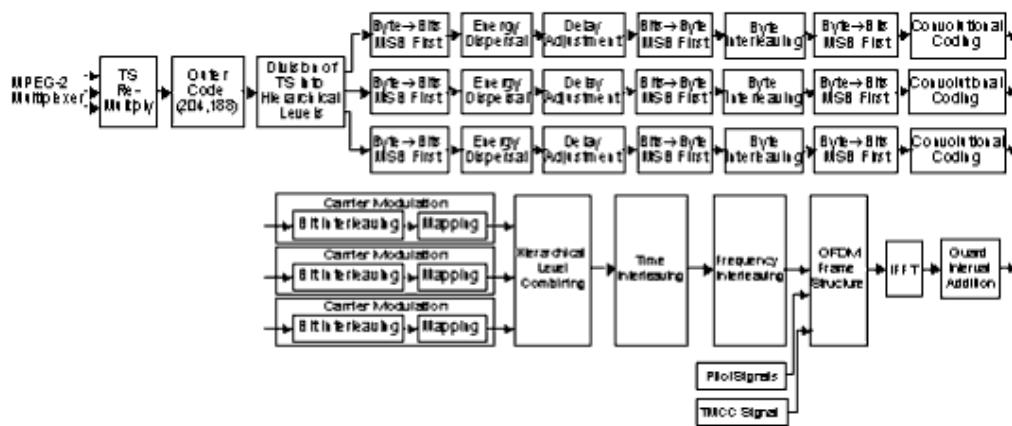 MPEG-2
Multiplexer
TS
Re-
Multiply
Outer
Code
(204,188)
Division of
TS into
Hierarchical
Levels
Byte→Bits
MSB First
Energy
Dispersal
Delay
Adjustment
Bits→Byte
MSB First
Byte
Interleaving
Byte→Bits
MSB First
Convolutional
Coding
Byte→Bits
MSB First
Energy
Dispersal
Delay
Adjustment
Bits→Byte
MSB First
Byte
Interleaving
Byte→Bits
MSB First
Convolutional
Coding
Byte→Bits
MSB First
Energy
Dispersal
Delay
Adjustment
Bits→Byte
MSB First
Byte
Interleaving
Byte→Bits
MSB First
Convolutional
Coding
Carrier Modulation
Bit Interleaving
Mapping
Carrier Modulation
Bit Interleaving
Mapping
Carrier Modulation
Bit Interleaving
Mapping
Hierarchical
Level
Combining
Time
Interleaving
Frequency
Interleaving
OFDM
Frame
Structure
IFFT
Guard
Interval
Addition
Pilot Signals
TMCC Signal